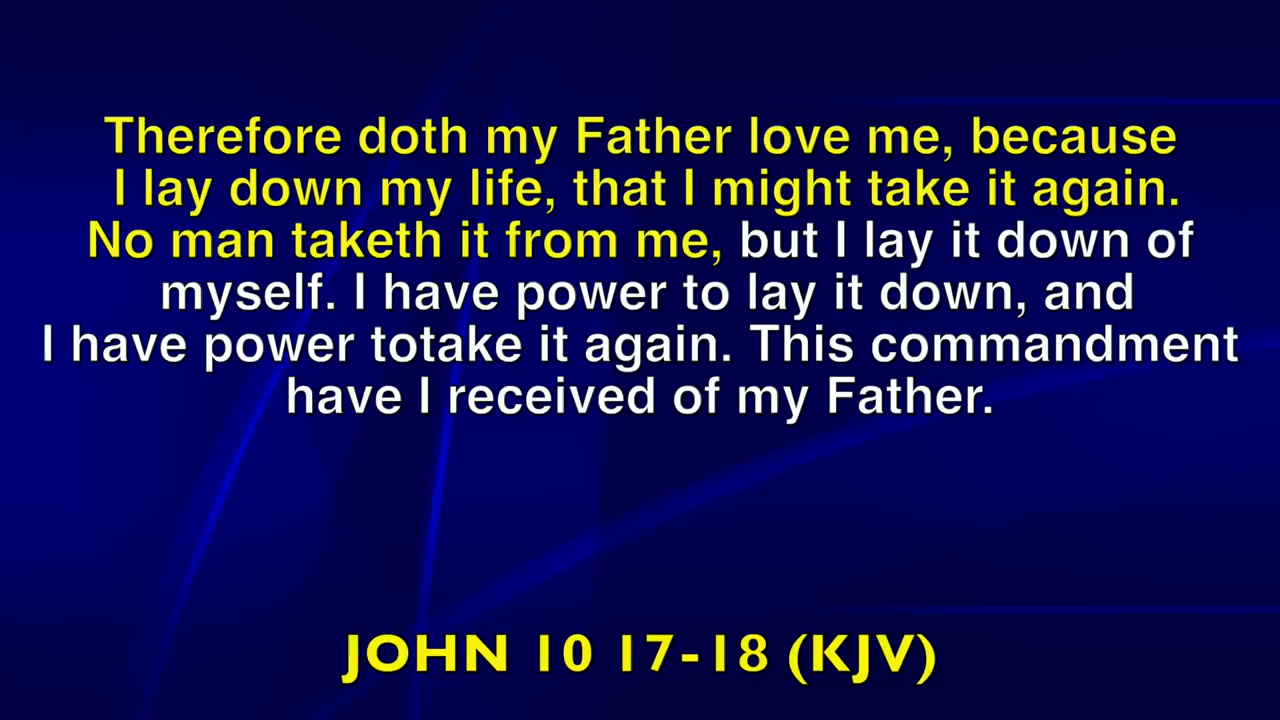 Therefore doth my Father love me, because
I lay down my life, that I might take it again.
No man taketh it from me, but I lay it down of
myself. I have power to lay it down, and
I have power totake it again. This commandment
have I received of my Father.
JOHN 10 17-18 (KJV)